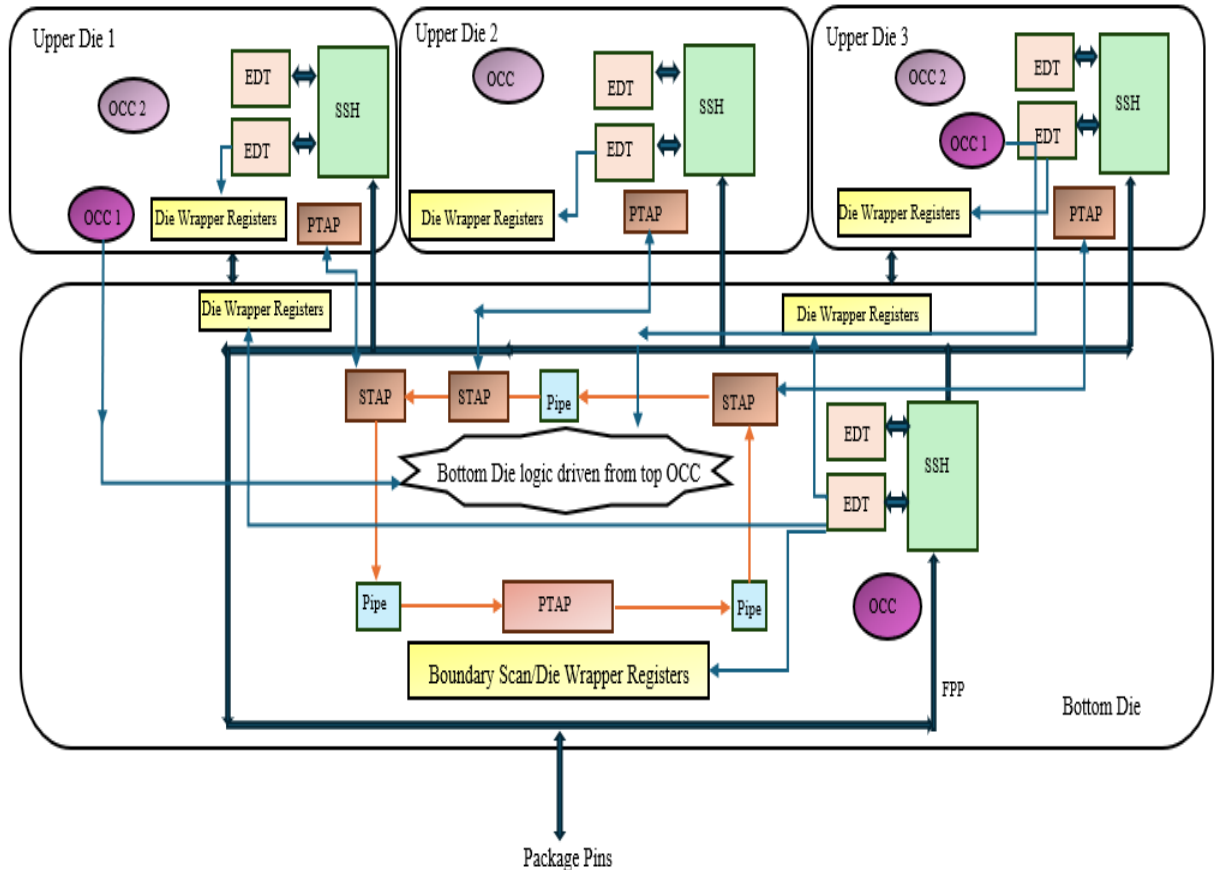 Upper Die 1
EDT
OCC 2
SSH
EDT
OCC 1
Die Wrapper Registers
PTAP
Upper Die 2
OCC
EDT
SSH
EDT
Die Wrapper Registers
PTAP
Upper Die 3
OCC 2
EDT
SSH
OCC 1
EDT
Die Wrapper Registers
PTAP
Die Wrapper Registers
Die Wrapper Registers
STAP
STAP
Pipe
STAP
EDT
SSH
Bottom Die logic driven from top OCC
EDT
Pipe
PTAP
Pipe
OCC
Boundary Scan/Die Wrapper Registers
FPP
Bottom Die
Package Pins